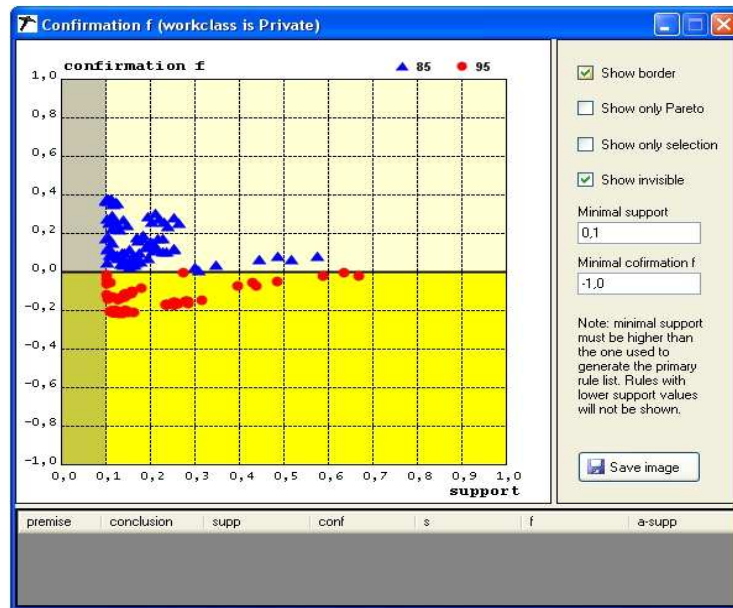 Confirmation f (workclass is Private)
confirmation f
85
95
1,0
0,8
0,6
0,4
0,2
0,0
-0,2
-0,4
-0,6
-0,8
-1,0
0,0 0,1 0,2 0,3 0,4 0,5 0,6 0,7 0,8 0,9 1,0
support
Show border
Show only Pareto
Show only selection
Show invisible
Minimal support
0,1
Minimal cofirmation f
-1,0
Note: minimal support
must be higher than
the one used to
generate the primary
rule list. Rules with
lower support values
will not be shown.
Save image
premise conclusion supp conf s f a-supp